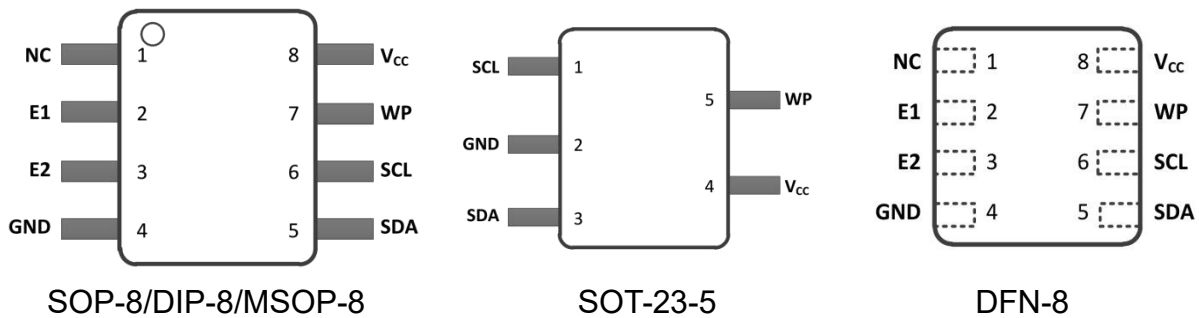 NC 1 8 VCC
E1 2 7 WP
E2 3 6 SCL
GND 4 5 SDA
SOP-8/DIP-8/MSOP-8
SCL 1
5 WP
GND 2
4 VCC
SDA 3
SOT-23-5
NC 1 8 VCC
E1 2 7 WP
E2 3 6 SCL
GND 4 5 SDA
DFN-8